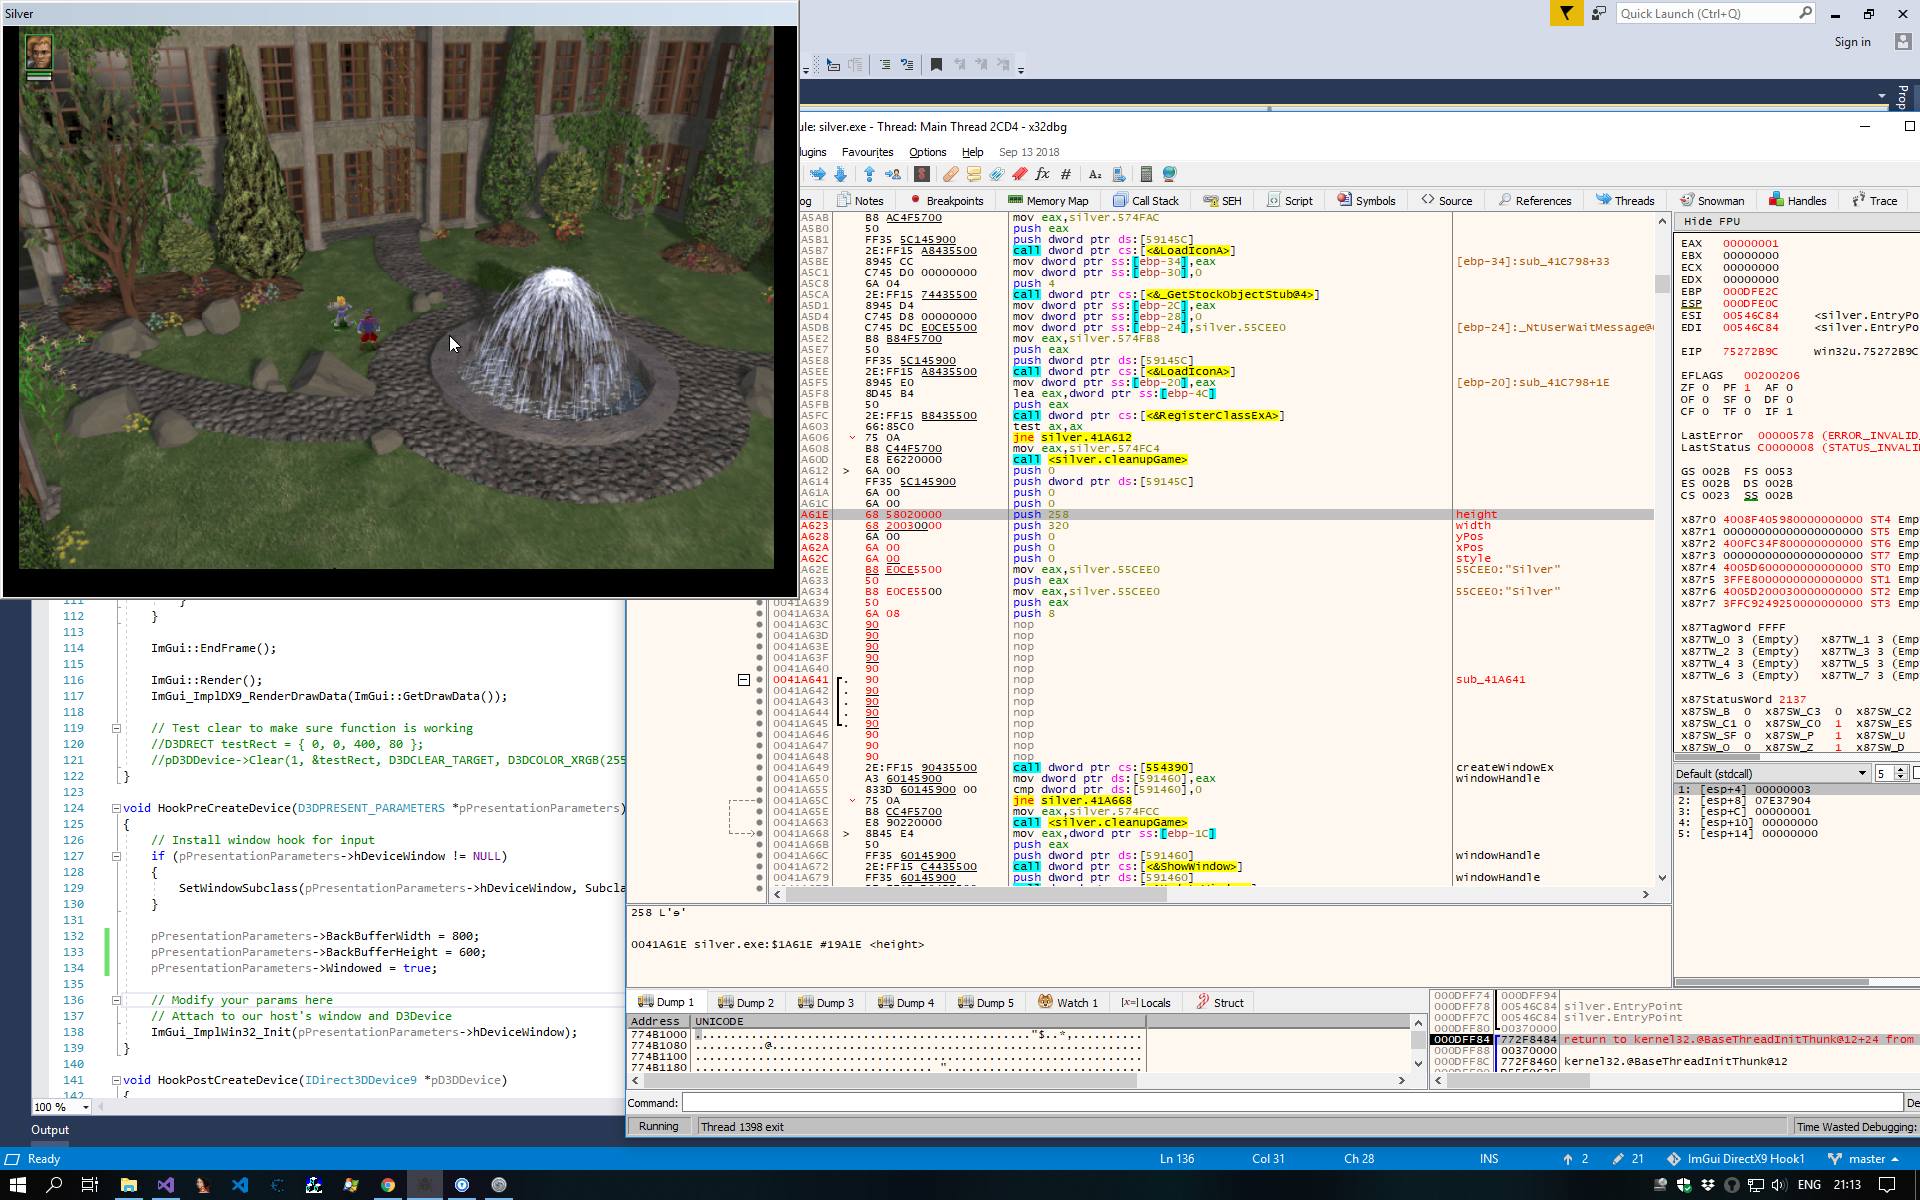 Silver
Quick Launch (Ctrl+Q)
Sign in
Prop
ule: silver.exe - Thread: Main Thread 2CD4 - x32dbg
lugins Favourites Options Help Sep 13 2018
og Notes Breakpoints Memory Map Call Stack SEH Script Symbols Source References Threads Snowman Handles Trace
A5AB B8 AC4F5700 mov eax,silver.574FAC
A5B0 50 push eax
A5B1 FF35 5C145900 push dword ptr ds:[59145C]
A5B7 2E:FF15 A8435500 call dword ptr cs:[<&LoadIconA>]
A5BE 8945 CC mov dword ptr ss:[ebp-34],eax [ebp-34]:sub_41C798+33
A5C1 C745 D0 00000000 mov dword ptr ss:[ebp-30],0
A5C8 6A 04 push 4
A5CA 2E:FF15 74435500 call dword ptr cs:[<&_GetStockObjectStub@4>]
A5D1 8945 D4 mov dword ptr ss:[ebp-2C],eax
A5D4 C745 D8 00000000 mov dword ptr ss:[ebp-28],0
A5DB C745 DC E0CE5500 mov dword ptr ss:[ebp-24],silver.55CEE0 [ebp-24]:_NtUserWaitMessage@
A5E2 B8 B84F5700 mov eax,silver.574FB8
A5E7 50 push eax
A5E8 FF35 5C145900 push dword ptr ds:[59145C]
A5EE 2E:FF15 A8435500 call dword ptr cs:[<&LoadIconA>]
A5F5 8945 E0 mov dword ptr ss:[ebp-20],eax [ebp-20]:sub_41C798+1E
A5F8 8D45 B4 lea eax,dword ptr ss:[ebp-4C]
A5FB 50 push eax
A5FC 2E:FF15 B8435500 call dword ptr cs:[<&RegisterClassExA>]
A603 66:85C0 test ax,ax
A606 75 0A jne silver.41A612
A608 B8 C44F5700 mov eax,silver.574FC4
A60D E8 E6220000 call <silver.cleanupGame>
A612 > 6A 00 push 0
A614 FF35 5C145900 push dword ptr ds:[59145C]
A61A 6A 00 push 0
A61C 6A 00 push 0
A61E 68 58020000 push 258 height
A623 68 20030000 push 320 width
A628 6A 00 push 0 yPos
A62A 6A 00 push 0 xPos
A62C 6A 00 push 0 style
A62E B8 E0CE5500 mov eax,silver.55CEE0 55CEE0:"Silver"
A633 50 push eax
A634 B8 E0CE5500 mov eax,silver.55CEE0 55CEE0:"Silver"
0041A639 50 push eax
0041A63A 6A 08 push 8
0041A63C 90 nop
0041A63D 90 nop
0041A63E 90 nop
0041A63F 90 nop
0041A640 90 nop
0041A641 90 nop sub_41A641
0041A642 90 nop
0041A643 90 nop
0041A644 90 nop
0041A645 90 nop
0041A646 90 nop
0041A647 90 nop
0041A648 90 nop
0041A649 2E:FF15 90435500 call dword ptr cs:[554390] createWindowEx
0041A650 A3 60145900 mov dword ptr ds:[591460],eax windowHandle
0041A655 833D 60145900 00 cmp dword ptr ds:[591460],0
0041A65C 75 0A jne silver.41A668
0041A65E B8 CC4F5700 mov eax,silver.574FCC
0041A663 E8 90220000 call <silver.cleanupGame>
0041A668 > 8B45 E4 mov eax,dword ptr ss:[ebp-1C]
0041A66B 50 push eax
0041A66C FF35 60145900 push dword ptr ds:[591460] windowHandle
0041A672 2E:FF15 C4435500 call dword ptr cs:[<&ShowWindow>]
0041A679 FF35 60145900 push dword ptr ds:[591460] windowHandle
Hide FPU
EAX 00000001
EBX 00000000
ECX 00000000
EDX 00000000
EBP 000DFE2C
ESP 000DFE0C
ESI 00546C84 <silver.EntryPo
EDI 00546C84 <silver.EntryPo
EIP 75272B9C win32u.75272B9C
EFLAGS 00200206
ZF 0 PF 1 AF 0
OF 0 SF 0 DF 0
CF 0 TF 0 IF 1
LastError 00000578 (ERROR_INVALID_
LastStatus C0000008 (STATUS_INVALI
GS 002B FS 0053
ES 002B DS 002B
CS 0023 SS 002B
x87r0 4008F405980000000000 ST4 Emp
x87r1 00000000000000000000 ST5 Emp
x87r2 400FC34F800000000000 ST6 Emp
x87r3 00000000000000000000 ST7 Emp
x87r4 4005D600000000000000 ST0 Emp
x87r5 3FFE8000000000000000 ST1 Emp
x87r6 4005D200030000000000 ST2 Emp
x87r7 3FFC9249250000000000 ST3 Emp
x87TagWord FFFF
x87TW_0 3 (Empty) x87TW_1 3 (Empt
x87TW_2 3 (Empty) x87TW_3 3 (Empt
x87TW_4 3 (Empty) x87TW_5 3 (Empt
x87TW_6 3 (Empty) x87TW_7 3 (Empt
x87StatusWord 2137
x87SW_B 0 x87SW_C3 0 x87SW_C2
x87SW_C1 0 x87SW_C0 1 x87SW_ES
x87SW_SF 0 x87SW_P 1 x87SW_U
x87SW_O 0 x87SW_Z 1 x87SW_D
Default (stdcall) 5
1: [esp+4] 00000003
2: [esp+8] 07E37904
3: [esp+C] 00000001
4: [esp+10] 00000000
5: [esp+14] 00000000
111 }
112 }
113
114 ImGui::EndFrame();
115
116 ImGui::Render();
117 ImGui_ImplDX9_RenderDrawData(ImGui::GetDrawData());
118
119 // Test clear to make sure function is working
120 //D3DRECT testRect = { 0, 0, 400, 80 };
121 //pD3DDevice->Clear(1, &testRect, D3DCLEAR_TARGET, D3DCOLOR_XRGB(255
122 }
123
124 void HookPreCreateDevice(D3DPRESENT_PARAMETERS *pPresentationParameters)
125 {
126 // Install window hook for input
127 if (pPresentationParameters->hDeviceWindow != NULL)
128 {
129 SetWindowSubclass(pPresentationParameters->hDeviceWindow, Subcla
130 }
131
132 pPresentationParameters->BackBufferWidth = 800;
133 pPresentationParameters->BackBufferHeight = 600;
134 pPresentationParameters->Windowed = true;
135
136 // Modify your params here
137 // Attach to our host's window and D3Device
138 ImGui_ImplWin32_Init(pPresentationParameters->hDeviceWindow);
139 }
140
141 void HookPostCreateDevice(IDirect3DDevice9 *pD3DDevice)
142 {
100 %
258 L'ɘ'
0041A61E silver.exe:$1A61E #19A1E <height>
Dump 1 Dump 2 Dump 3 Dump 4 Dump 5 Watch 1 [x=] Locals Struct
Address UNICODE
774B1000
774B1080
774B1100
774B1180
000DFF74 000DFF94
000DFF78 00546C84 silver.EntryPoint
000DFF7C 00546C84 silver.EntryPoint
000DFF80 00370000
000DFF84 772F8484 return to kernel32.@BaseThreadInitThunk@12+24 from
000DFF88 00370000
000DFF8C 772F8460 kernel32.@BaseThreadInitThunk@12
Command: De
Running Thread 1398 exit Time Wasted Debugging:
Output
Ready Ln 136 Col 31 Ch 28 INS 2 21 ImGui DirectX9 Hook1 master
ENG 21:13